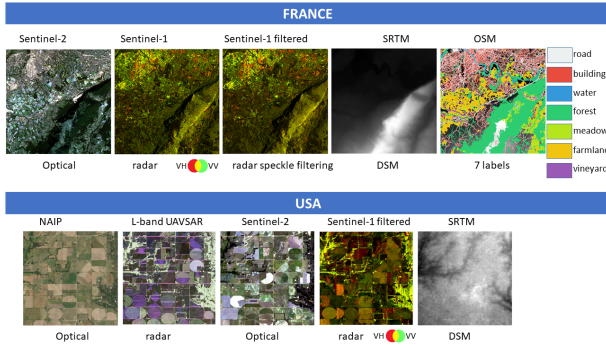 FRANCE
Sentinel-2 Sentinel-1 Sentinel-1 filtered SRTM OSM
road
building
water
forest
meadow
farmland
vineyard
Optical radar VH VV radar speckle filtering DSM 7 labels
USA
NAIP L-band UAVSAR Sentinel-2 Sentinel-1 filtered SRTM
Optical radar Optical radar VH VV DSM